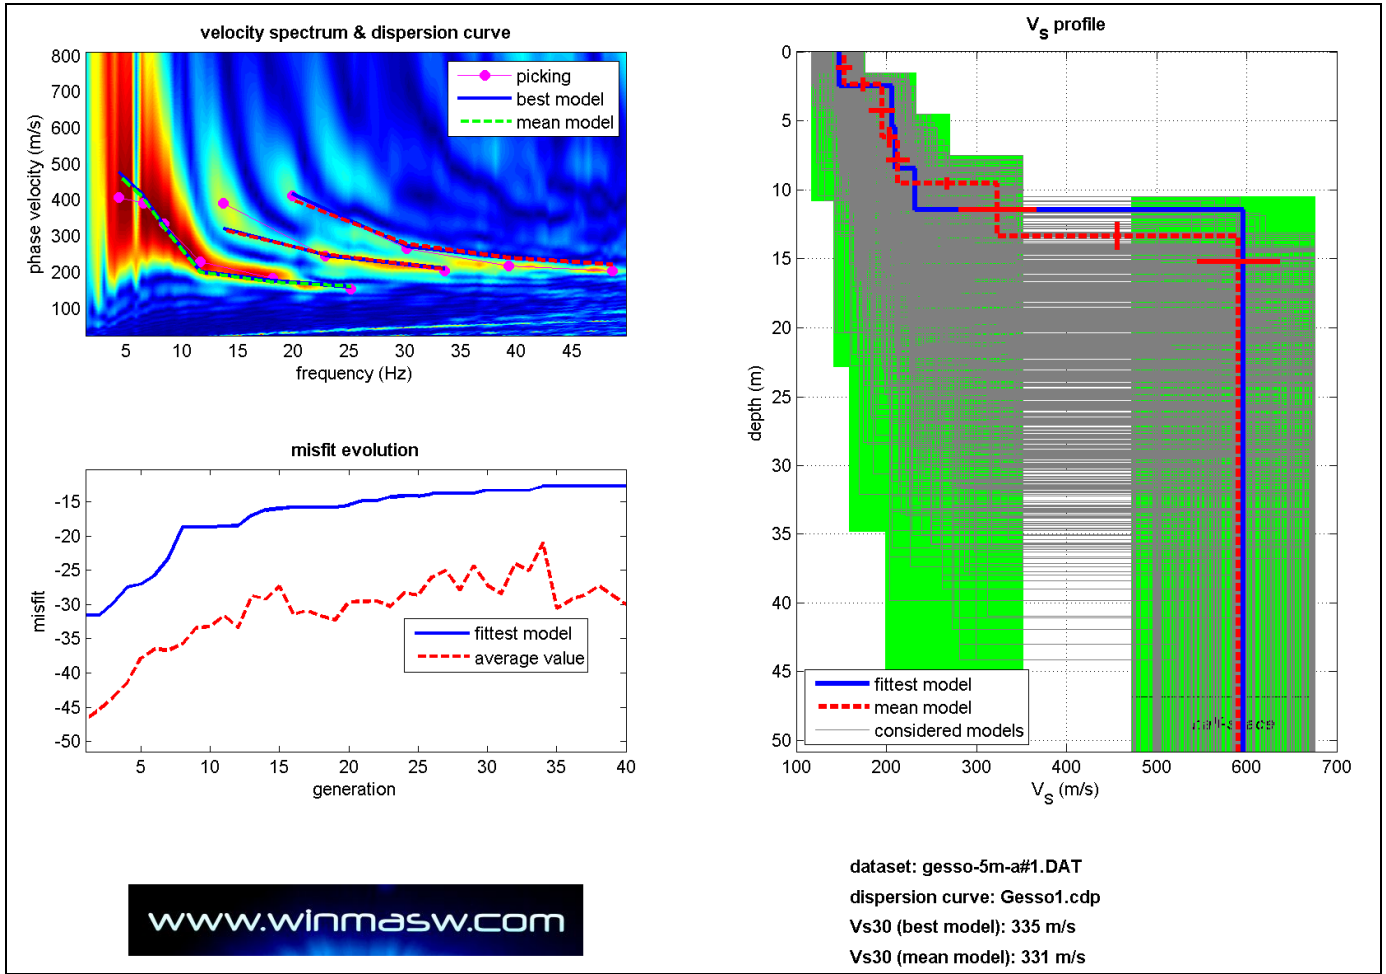 velocity spectrum & dispersion curve
800
700
600
500
400
300
200
100
phase velocity (m/s)
picking
best model
mean model
5 10 15 20 25 30 35 40 45
frequency (Hz)
misfit evolution
-15
-20
-25
-30
-35
-40
-45
-50
misfit
fittest model
average value
5 10 15 20 25 30 35 40
generation
www.winmasw.com
VS profile
0
5
10
15
20
25
30
35
40
45
50
depth (m)
fittest model
mean model
considered models
half-space
100 200 300 400 500 600 700
VS (m/s)
dataset: gesso-5m-a#1.DAT
dispersion curve: Gesso1.cdp
Vs30 (best model): 335 m/s
Vs30 (mean model): 331 m/s